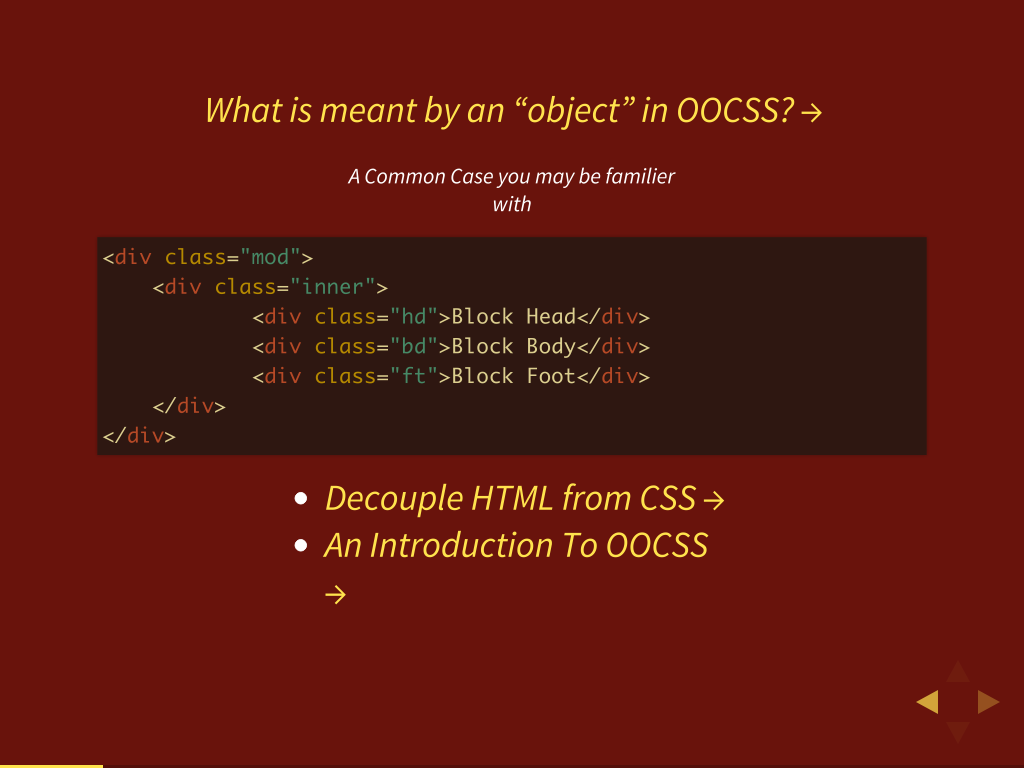 What is meant by an “object” in OOCSS? →
A Common Case you may be familier
with
<div class="mod">
    <div class="inner">
            <div class="hd">Block Head</div>
            <div class="bd">Block Body</div>
            <div class="ft">Block Foot</div>
    </div>
</div>
• Decouple HTML from CSS →
• An Introduction To OOCSS
→